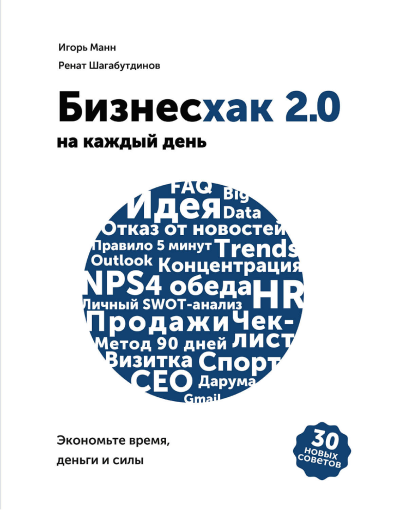 Игорь Манн
Ренат Шагабутдинов
Бизнесхак 2.0
на каждый день
FAQ
Big
Идея Data
Отказ от новостей
Правило 5 минут Trends
Outlook Концентрация
NPS 4 обеда HR
Личный SWOT-анализ
Продажи Чек-
Метод 90 дней лист
Визитка Спорт
CEO Дарума
Gmail
Экономьте время,
деньги и силы
30
новых
советов